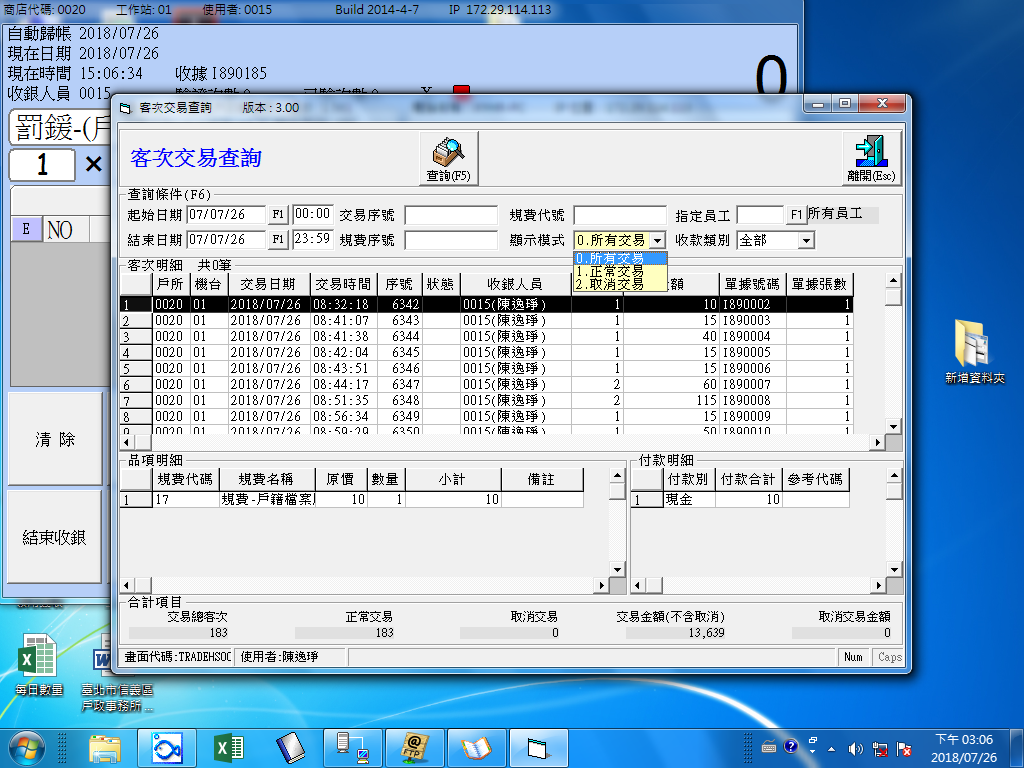 商店代碼: 0020 工作站: 01 使用者: 0015 Build 2014-4-7 IP 172.29.114.113
自動歸帳 2018/07/26
現在日期 2018/07/26
現在時間 15:06:34 收據 I890185
收銀人員 0015
0
罰鍰-(戶
1 ×
E NO
清 除
結束收銀
客次交易查詢 版本 : 3.00
客次交易查詢
查詢(F5)
離開(Esc)
查詢條件(F6)
起始日期 07/07/26 F1 00:00 交易序號 規費代號 指定員工 F1 所有員工
結束日期 07/07/26 F1 23:59 規費序號 顯示模式 0.所有交易 收款類別 全部
0.所有交易
1.正常交易
2.取消交易
客次明細 共0筆
戶所 機台 交易日期 交易時間 序號 狀態 收銀人員 額 單據號碼 單據張數
1 0020 01 2018/07/26 08:32:18 6342 0015(陳逸琤) 1 10 I890002 1
2 0020 01 2018/07/26 08:41:07 6343 0015(陳逸琤) 1 15 I890003 1
3 0020 01 2018/07/26 08:41:38 6344 0015(陳逸琤) 1 40 I890004 1
4 0020 01 2018/07/26 08:42:04 6345 0015(陳逸琤) 1 15 I890005 1
5 0020 01 2018/07/26 08:43:51 6346 0015(陳逸琤) 1 15 I890006 1
6 0020 01 2018/07/26 08:44:17 6347 0015(陳逸琤) 2 60 I890007 1
7 0020 01 2018/07/26 08:51:35 6348 0015(陳逸琤) 2 115 I890008 1
8 0020 01 2018/07/26 08:56:34 6349 0015(陳逸琤) 1 15 I890009 1
9 0020 01 2018/07/26 08:59:29 6350 0015(陳逸琤) 1 50 I890010 1
品項明細
規費代碼 規費名稱 原價 數量 小計 備註
1 17 規費-戶籍檔案 10 1 10
付款明細
付款別 付款合計 參考代碼
1 現金 10
合計項目
交易總客次 正常交易 取消交易 交易金額(不含取消) 取消交易金額
183 183 0 13,639 0
畫面代碼:TRADEHSOC 使用者:陳逸琤 Num Caps
新增資料夾
每日數量
臺北市信義區
戶政事務所...
下午 03:06
2018/07/26